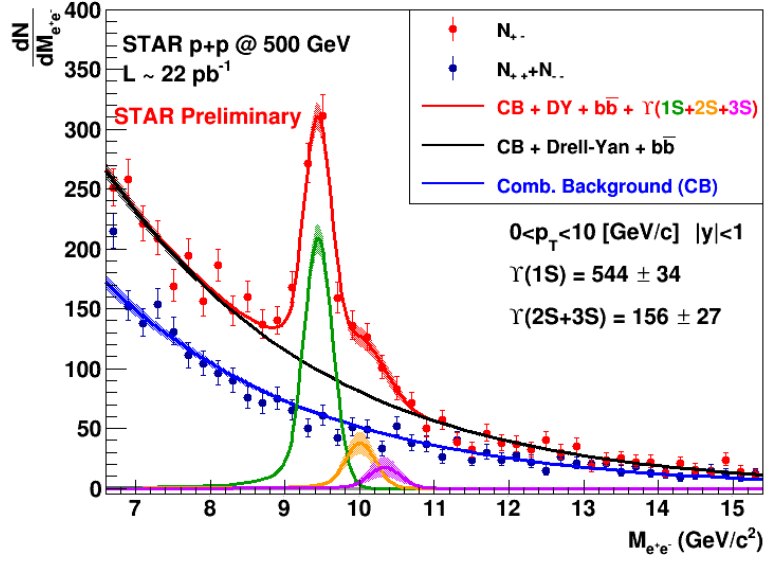 dN
dM_{e⁺e⁻}
400
350
300
250
200
150
100
50
0
STAR p+p @ 500 GeV
L ~ 22 pb⁻¹
STAR Preliminary
N₊₋
N₊₊+N₋₋
CB + DY + bb̅ + ϒ(1S+2S+3S)
CB + Drell-Yan + bb̅
Comb. Background (CB)
0<p_T<10 [GeV/c] |y|<1
ϒ(1S) = 544 ± 34
ϒ(2S+3S) = 156 ± 27
7 8 9 10 11 12 13 14 15
M_{e⁺e⁻} (GeV/c²)